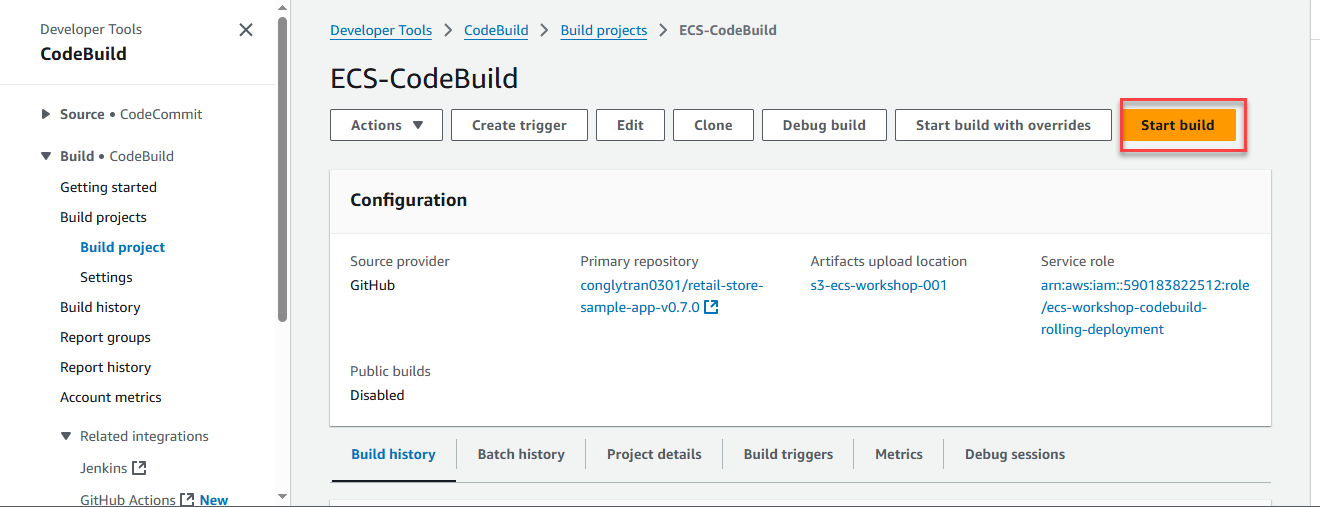 Developer Tools
CodeBuild
Source • CodeCommit
Build • CodeBuild
Getting started
Build projects
Build project
Settings
Build history
Report groups
Report history
Account metrics
Related integrations
Jenkins
GitHub Actions New
Developer Tools > CodeBuild > Build projects > ECS-CodeBuild
ECS-CodeBuild
Actions Create trigger Edit Clone Debug build Start build with overrides Start build
Configuration
Source provider
GitHub
Primary repository
conglytran0301/retail-store-
sample-app-v0.7.0
Artifacts upload location
s3-ecs-workshop-001
Service role
arn:aws:iam::590183822512:role
/ecs-workshop-codebuild-
rolling-deployment
Public builds
Disabled
Build history Batch history Project details Build triggers Metrics Debug sessions